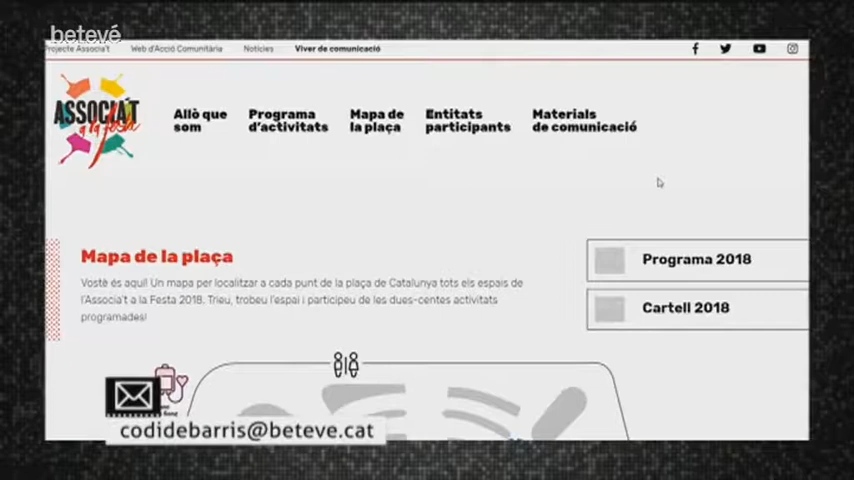 betevé
Projecte Associa't
Web d'Acció Comunitària
Notícies
Viver de comunicació
ASSOCIA'T
a la festa
Allò que
som
Programa
d'activitats
Mapa de
la plaça
Entitats
participants
Materials
de comunicació
Mapa de la plaça
Vostè és aquí! Un mapa per localitzar a cada punt de la plaça de Catalunya tots els espais de
l'Associa't a la Festa 2018. Trieu, trobeu l'espai i participeu de les dues-centes activitats
programades!
Programa 2018
Cartell 2018
codidebarris@beteve.cat